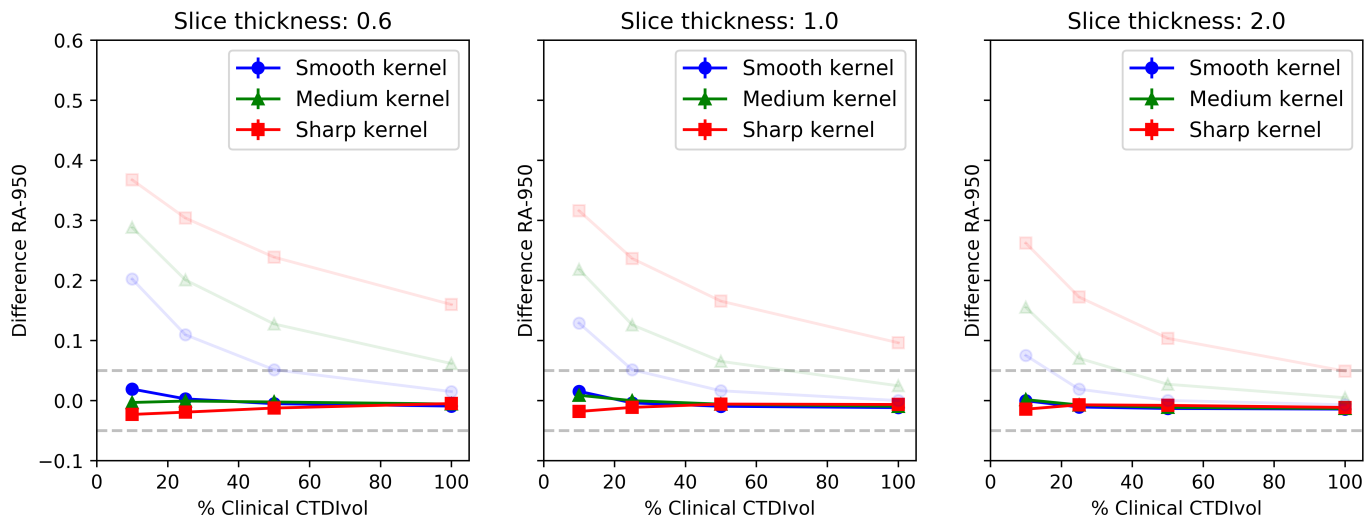 Slice thickness: 0.6
0.6
0.5
0.4
0.3
0.2
0.1
0.0
−0.1
Difference RA-950
Smooth kernel
Medium kernel
Sharp kernel
0 20 40 60 80 100
% Clinical CTDIvol
Slice thickness: 1.0
Difference RA-950
Smooth kernel
Medium kernel
Sharp kernel
0 20 40 60 80 100
% Clinical CTDIvol
Slice thickness: 2.0
Difference RA-950
Smooth kernel
Medium kernel
Sharp kernel
0 20 40 60 80 100
% Clinical CTDIvol